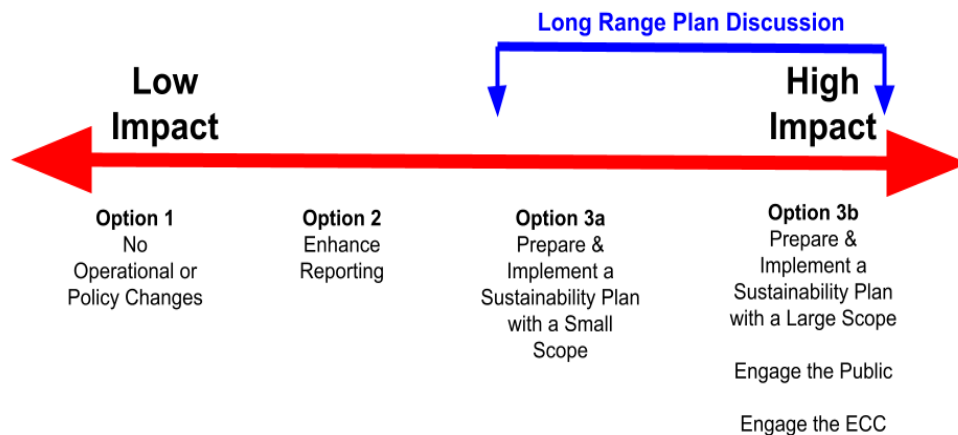 Long Range Plan Discussion
Low
Impact
High
Impact
Option 1
No
Operational or
Policy Changes
Option 2
Enhance
Reporting
Option 3a
Prepare &
Implement a
Sustainability Plan
with a Small
Scope
Option 3b
Prepare &
Implement a
Sustainability Plan
with a Large Scope
Engage the Public
Engage the ECC